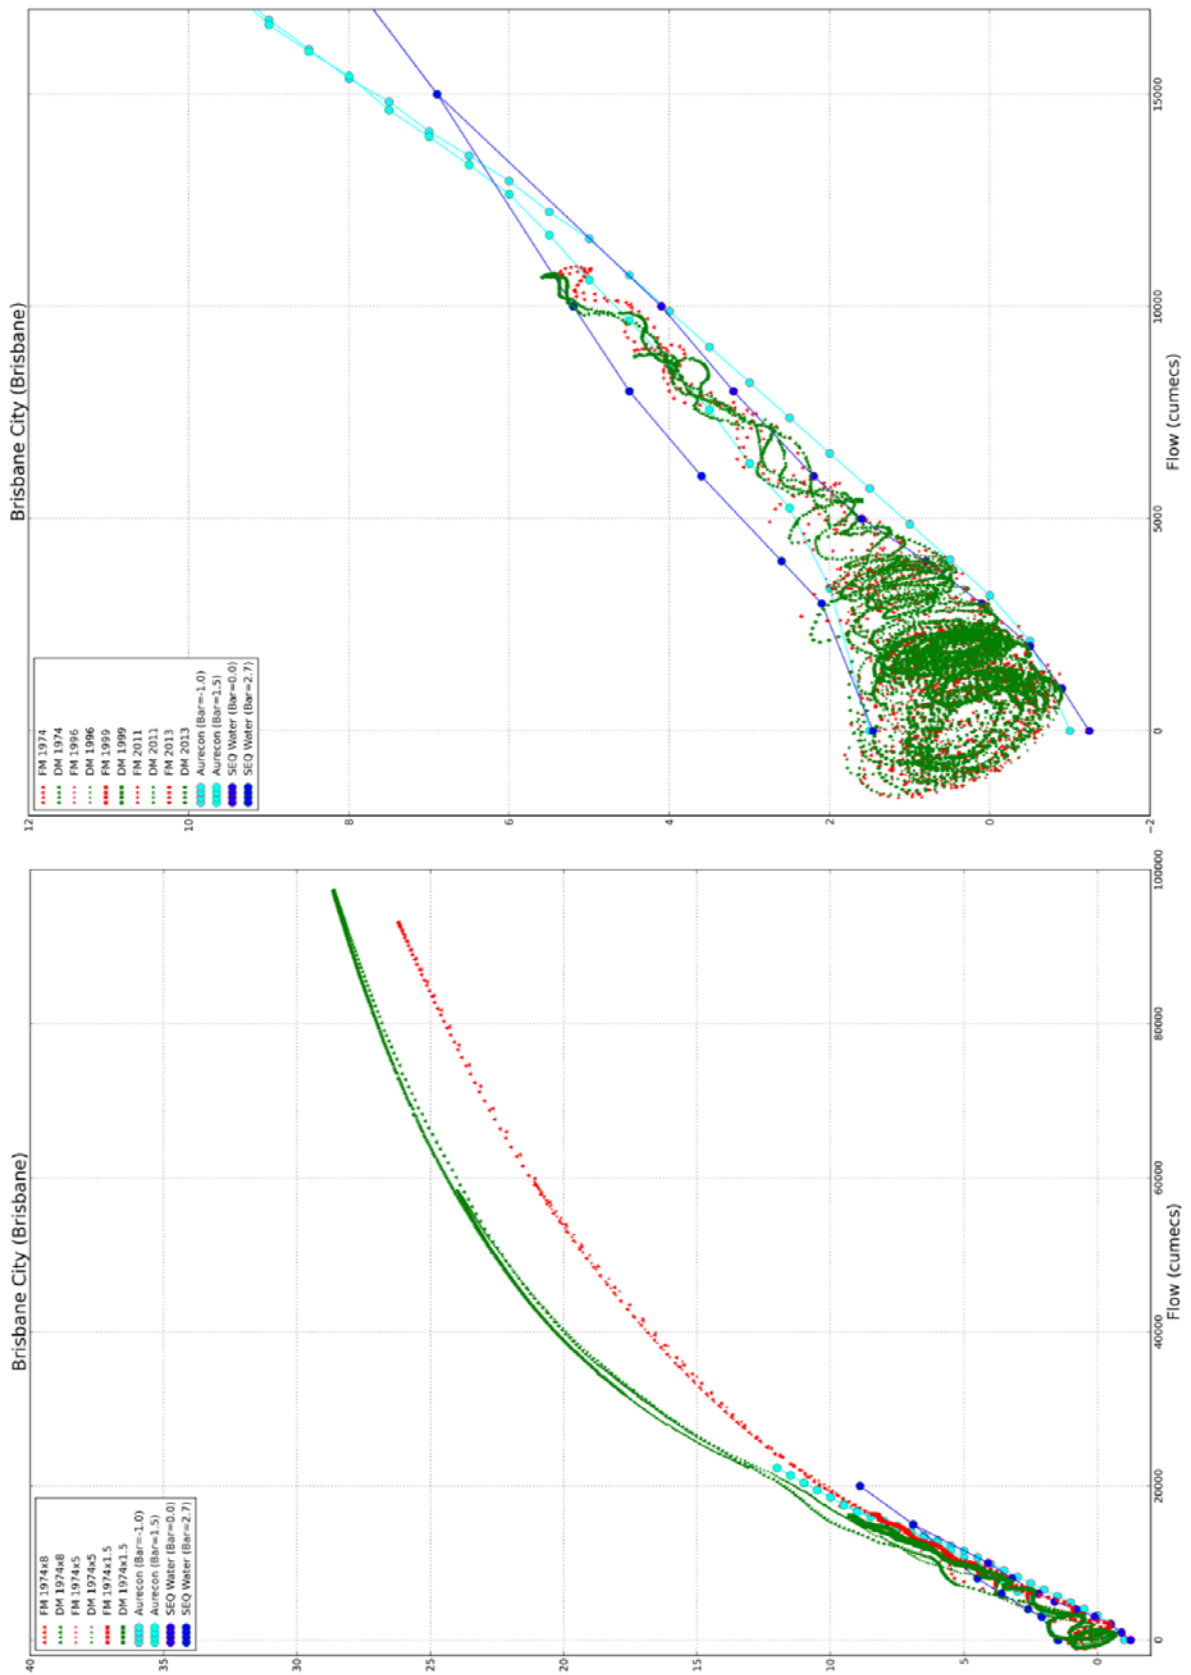 Brisbane City (Brisbane)
FM 1974x8
DM 1974x8
FM 1974x5
DM 1974x5
FM 1974x1.5
DM 1974x1.5
Aurecon (Bar=-1.0)
Aurecon (Bar=1.5)
SEQ Water (Bar=0.0)
SEQ Water (Bar=2.7)
40
35
30
25
20
15
10
5
0
0
20000
40000
60000
80000
100000
Flow (cumecs)
Brisbane City (Brisbane)
FM 1974
DM 1974
FM 1996
DM 1996
FM 1999
DM 1999
FM 2011
DM 2011
FM 2013
DM 2013
Aurecon (Bar=-1.0)
Aurecon (Bar=1.5)
SEQ Water (Bar=0.0)
SEQ Water (Bar=2.7)
12
10
8
6
4
2
0
−2
0
5000
10000
15000
Flow (cumecs)